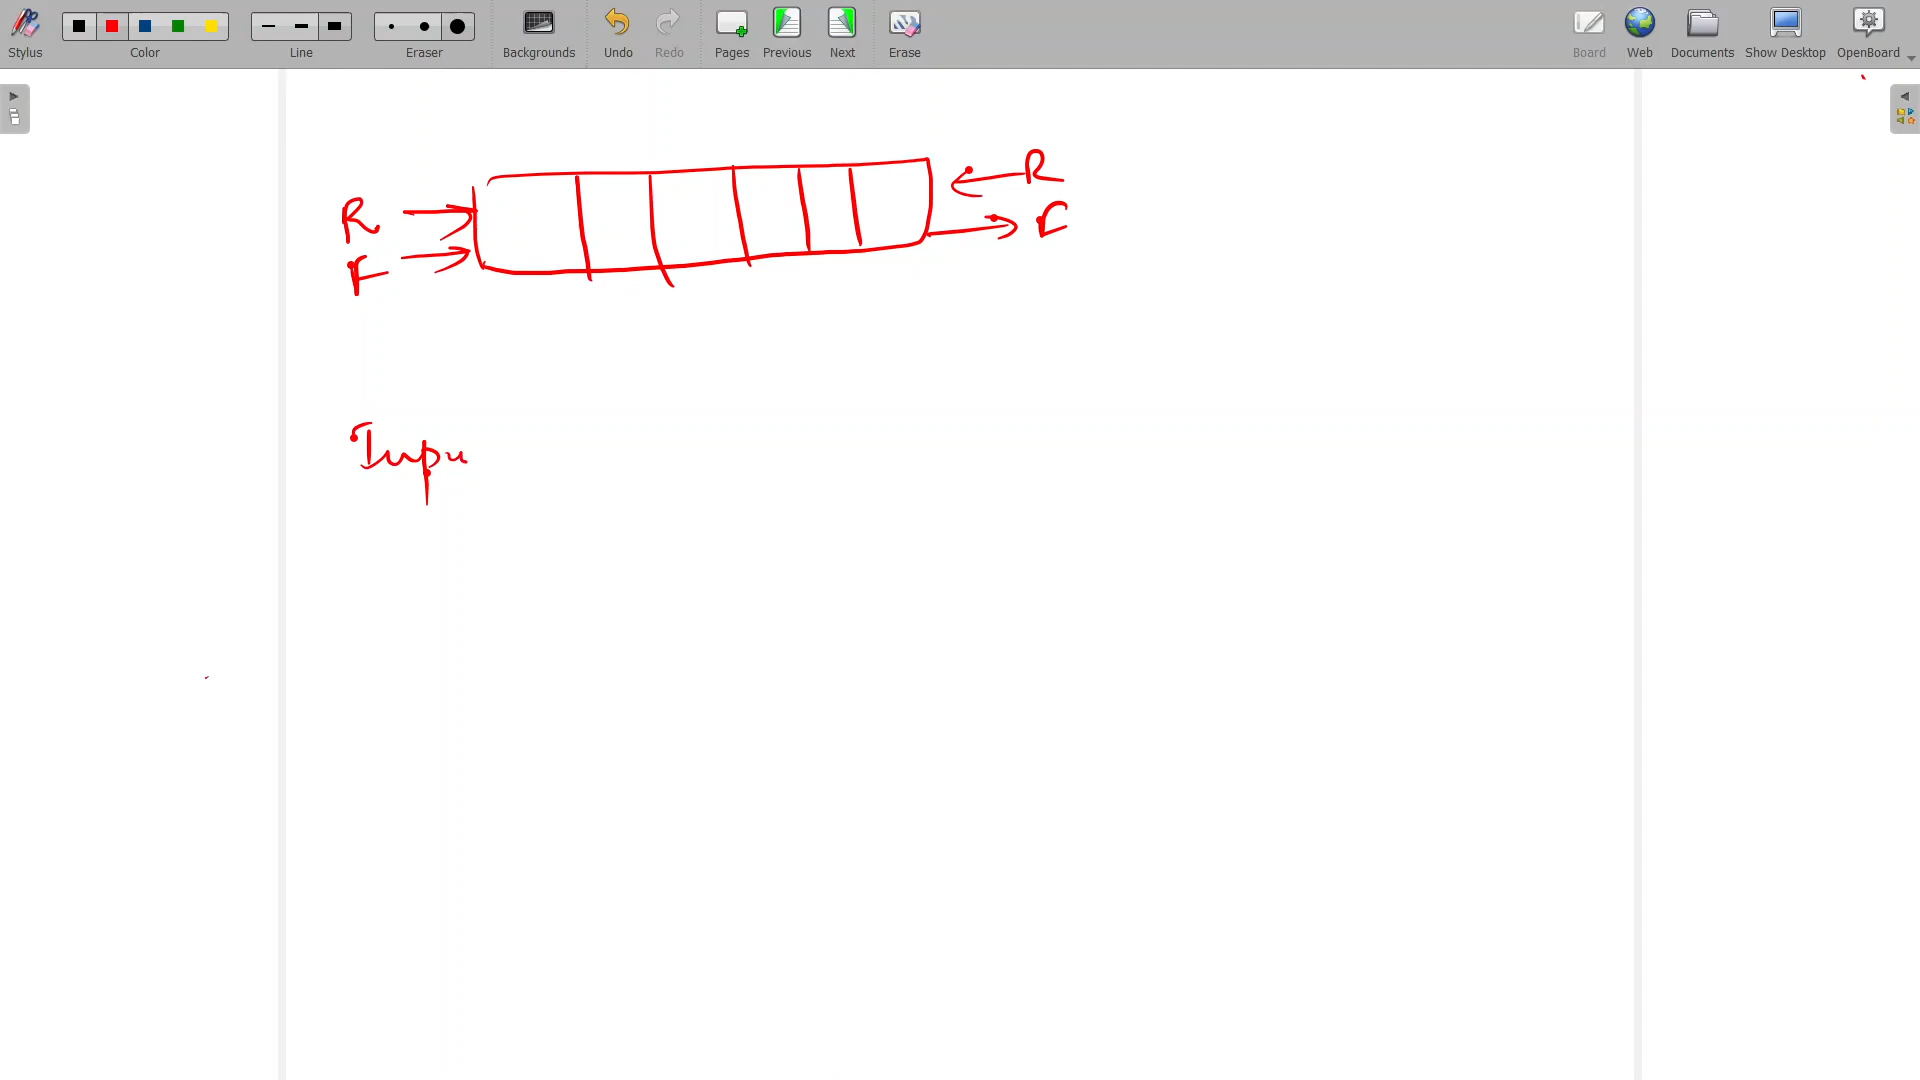 Stylus Color Line Eraser Backgrounds Undo Redo Pages Previous Next Erase Board Web Documents Show Desktop OpenBoard
R R
F F
Inpu